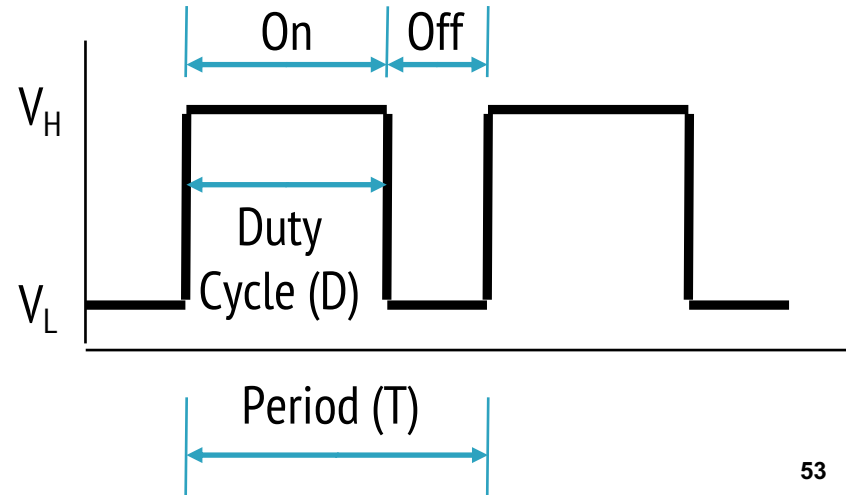 On
Off
V_H
Duty
Cycle (D)
V_L
Period (T)
53